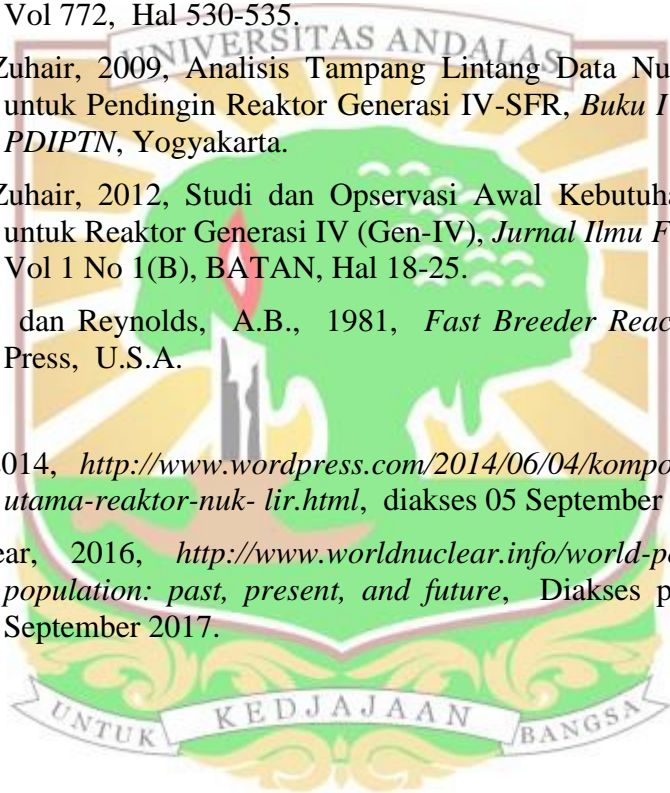 Vol 772, Hal 530-535.
UNIVERSITAS ANDALAS
Zuhair, 2009, Analisis Tampang Lintang Data Nu
untuk Pendingin Reaktor Generasi IV-SFR, Buku I
PDIPTN, Yogyakarta.
Zuhair, 2012, Studi dan Opservasi Awal Kebutuha
untuk Reaktor Generasi IV (Gen-IV), Jurnal Ilmu F
Vol 1 No 1(B), BATAN, Hal 18-25.
dan Reynolds, A.B., 1981, Fast Breeder Reac
Press, U.S.A.
014, http://www.wordpress.com/2014/06/04/kompo
utama-reaktor-nuk- lir.html, diakses 05 September
ear, 2016, http://www.worldnuclear.info/world-p
population: past, present, and future, Diakses p
September 2017.
UNTUK KEDJAJAAN BANGSA